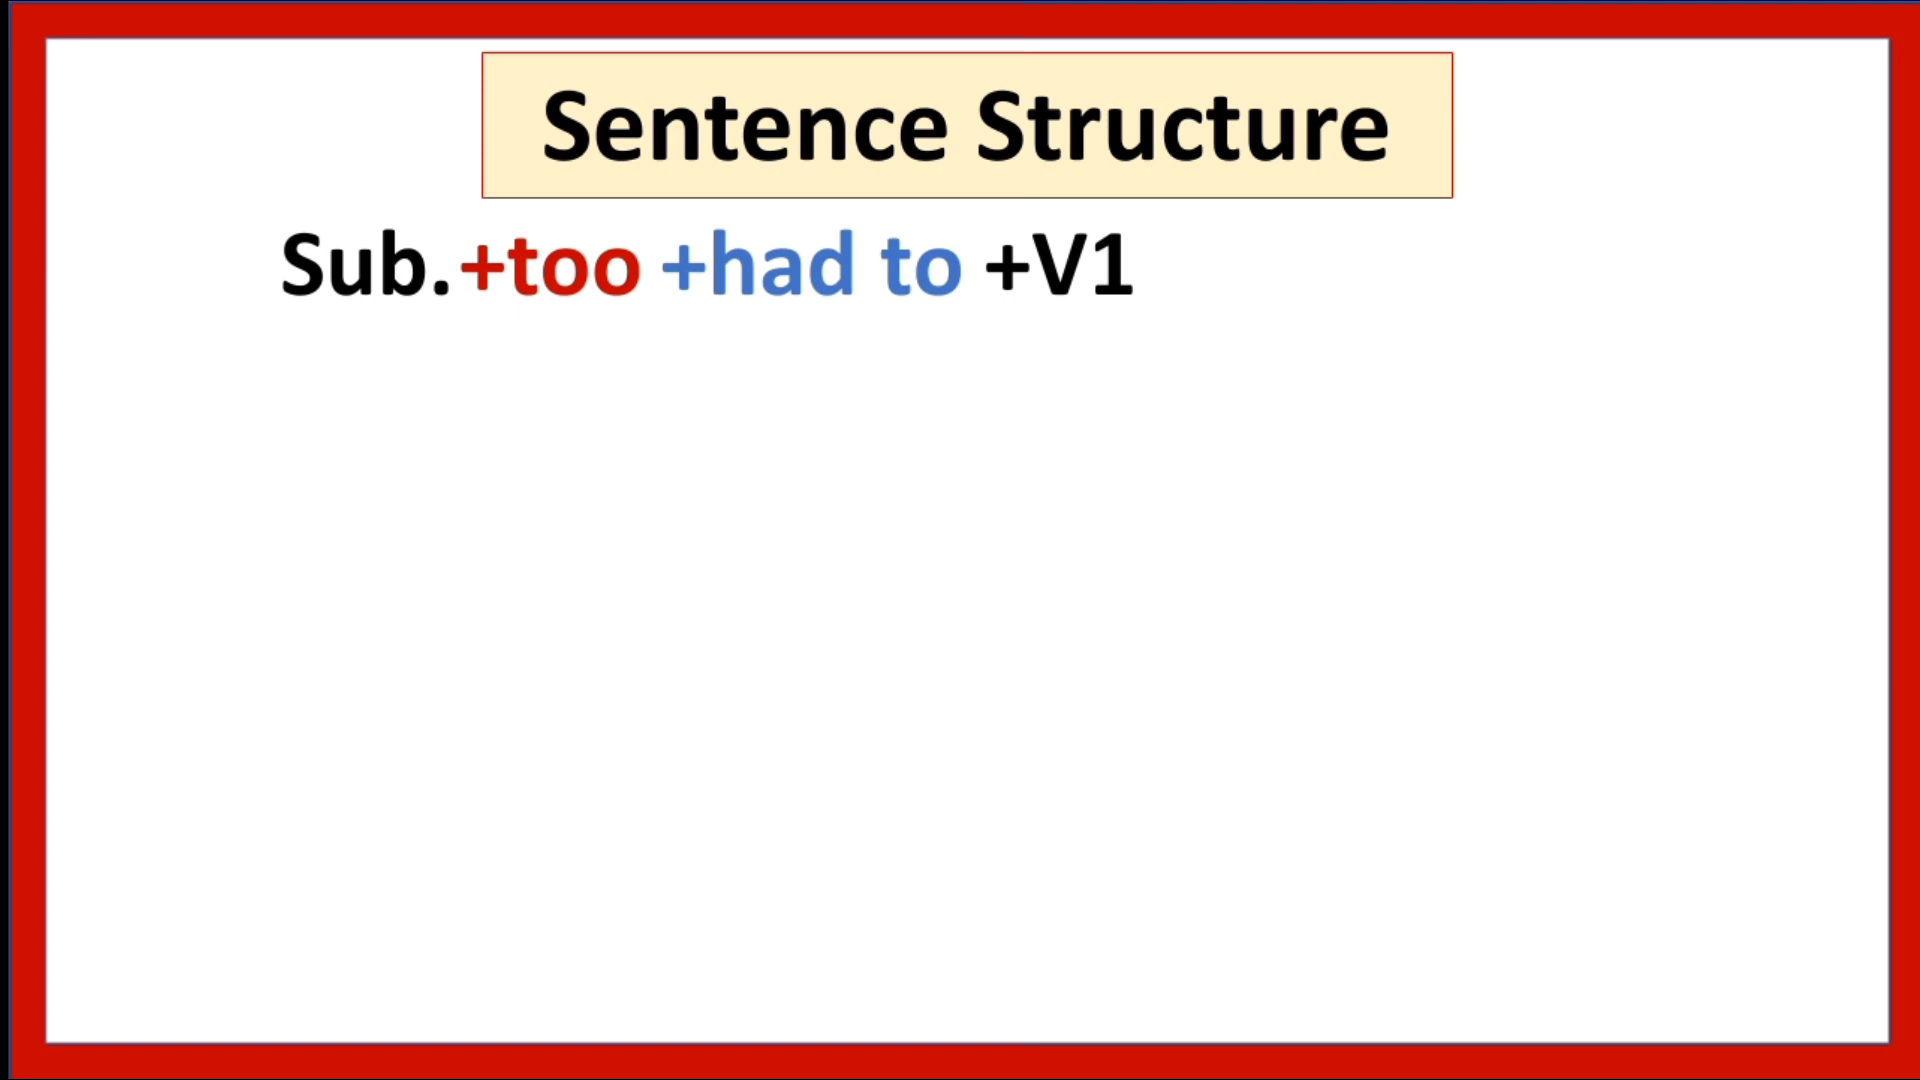 Sentence Structure
Sub. +too +had to +V1